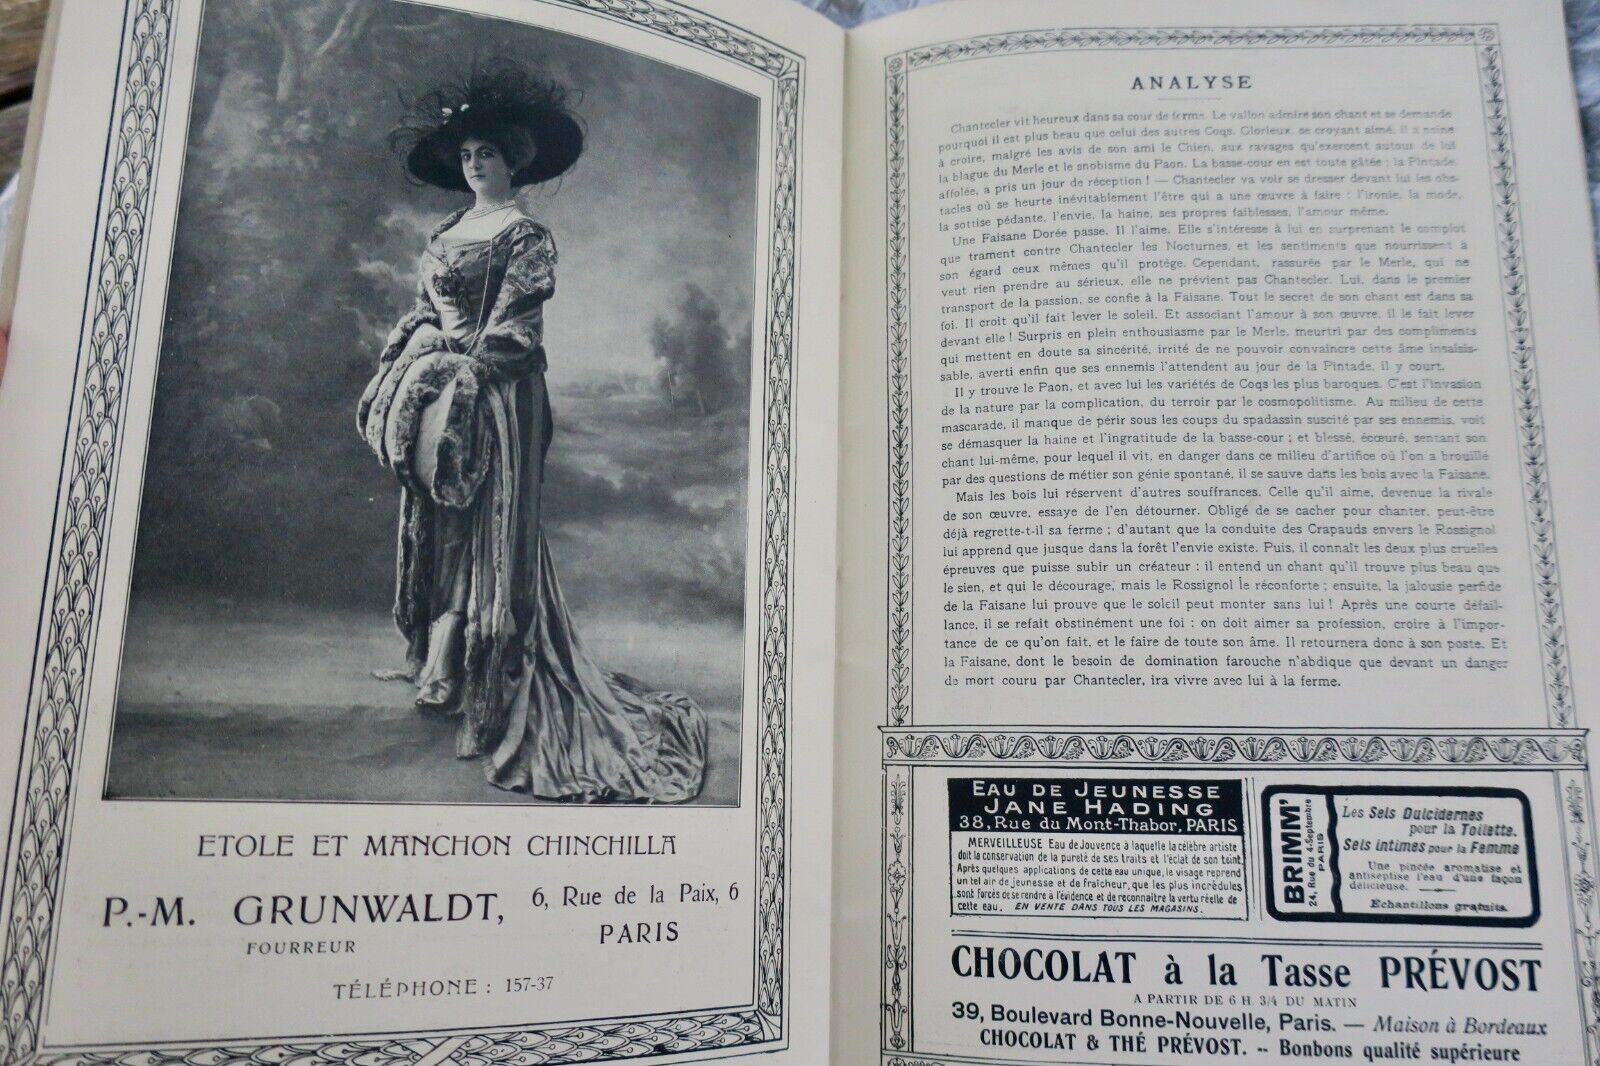 ETOLE ET MANCHON CHINCHILLA
P.-M. GRUNWALDT, 6, Rue de la Paix, 6
FOURREUR PARIS
TÉLÉPHONE : 157-37
ANALYSE
Chantecler vit heureux dans sa cour de ferme. Le vallon admire son chant et se demande
pourquoi il est plus beau que celui des autres Coqs. Glorieux, se croyant aimé, il a peine
à croire, malgré les avis de son ami le Chien, aux ravages qu'exercent autour de lui
la blague du Merle et le snobisme du Paon. La basse-cour en est toute gâtée ; la Pintade,
affolée, a pris un jour de réception ! — Chantecler va voir se dresser devant lui les obs-
tacles où se heurte inévitablement l'être qui a une œuvre à faire : l'ironie, la mode,
la sottise pédante, l'envie, la haine, ses propres faiblesses, l'amour même.
Une Faisane Dorée passe. Il l'aime. Elle s'intéresse à lui en surprenant le complot
que trament contre Chantecler les Nocturnes, et les sentiments que nourrissent à
son égard ceux mêmes qu'il protège. Cependant, rassurée par le Merle, qui ne
veut rien prendre au sérieux, elle ne prévient pas Chantecler. Lui, dans le premier
transport de la passion, se confie à la Faisane. Tout le secret de son chant est dans sa
foi. Il croit qu'il fait lever le soleil. Et associant l'amour à son œuvre, il le fait lever
devant elle ! Surpris en plein enthousiasme par le Merle, meurtri par des compliments
qui mettent en doute sa sincérité, irrité de ne pouvoir convaincre cette âme insaisis-
sable, averti enfin que ses ennemis l'attendent au jour de la Pintade, il y court.
Il y trouve le Paon, et avec lui les variétés de Coqs les plus baroques. C'est l'invasion
de la nature par la complication, du terroir par le cosmopolitisme. Au milieu de cette
mascarade, il manque de périr sous les coups du spadassin suscité par ses ennemis, voit
se démasquer la haine et l'ingratitude de la basse-cour ; et blessé, écœuré, sentant son
chant lui-même, pour lequel il vit, en danger dans ce milieu d'artifice où l'on a brouillé
par des questions de métier son génie spontané, il se sauve dans les bois avec la Faisane.
Mais les bois lui réservent d'autres souffrances. Celle qu'il aime, devenue la rivale
de son œuvre, essaye de l'en détourner. Obligé de se cacher pour chanter, peut-être
déjà regrette-t-il sa ferme ; d'autant que la conduite des Crapauds envers le Rossignol
lui apprend que jusque dans la forêt l'envie existe. Puis, il connaît les deux plus cruelles
épreuves que puisse subir un créateur : il entend un chant qu'il trouve plus beau que
le sien, et qui le décourage, mais le Rossignol le réconforte ; ensuite, la jalousie perfide
de la Faisane lui prouve que le soleil peut monter sans lui ! Après une courte défail-
lance, il se refait obstinément une foi : on doit aimer sa profession, croire à l'impor-
tance de ce qu'on fait, et le faire de toute son âme. Il retournera donc à son poste. Et
la Faisane, dont le besoin de domination farouche n'abdique que devant un danger
de mort couru par Chantecler, ira vivre avec lui à la ferme.
EAU DE JEUNESSE
JANE HADING
38, Rue du Mont-Thabor, PARIS
MERVEILLEUSE Eau de Jouvence à laquelle la célèbre artiste
doit la conservation de la pureté de ses traits et l'éclat de son teint.
Après quelques applications de cette eau unique, le visage reprend
un tel air de jeunesse et de fraîcheur, que les plus incrédules
sont forcés de se rendre à l'évidence et de reconnaître la vertu réelle de
cette eau. EN VENTE DANS TOUS LES MAGASINS.
BRIMM'
24, Rue du 4-Septembre
PARIS
Les Sels Dulcidernes
pour la Toilette.
Sels intimes pour la Femme
Une pincée aromatise et
antiseptise l'eau d'une façon
délicieuse.
Échantillons gratuits.
CHOCOLAT à la Tasse PRÉVOST
A PARTIR DE 6 H. 3/4 DU MATIN
39, Boulevard Bonne-Nouvelle, Paris. — Maison à Bordeaux
CHOCOLAT & THÉ PRÉVOST. -- Bonbons qualité supérieure